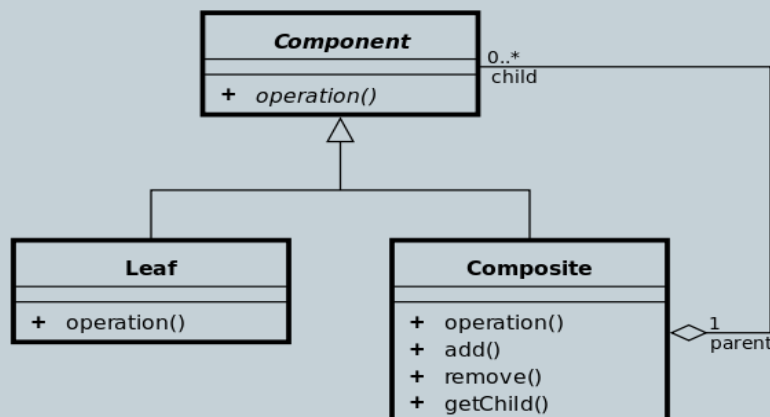 Component
+ operation()
0..*
child
Leaf
+ operation()
Composite
+ operation()
+ add()
+ remove()
+ getChild()
1
parent